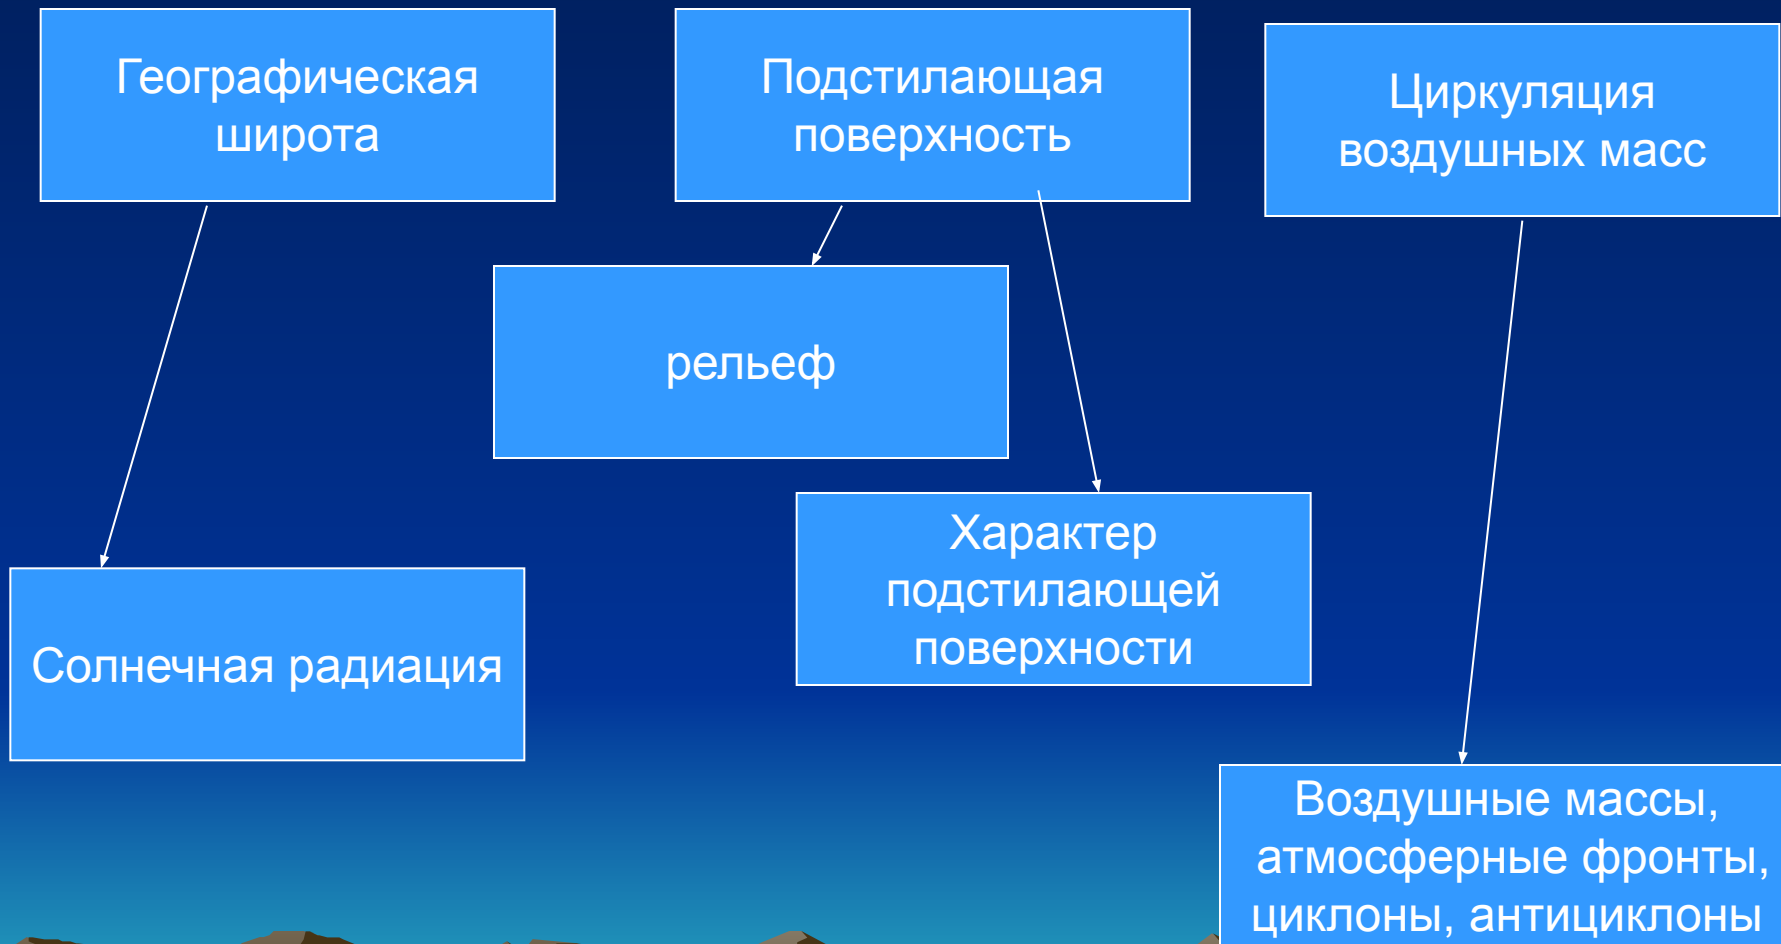 Географическая
широта
Подстилающая
поверхность
Циркуляция
воздушных масс
рельеф
Характер
подстилающей
поверхности
Солнечная радиация
Воздушные массы,
атмосферные фронты,
циклоны, антициклоны